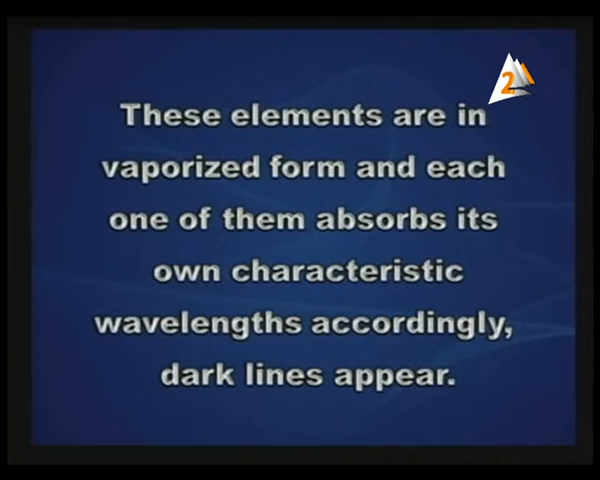 2
These elements are in
vaporized form and each
one of them absorbs its
own characteristic
wavelengths accordingly,
dark lines appear.